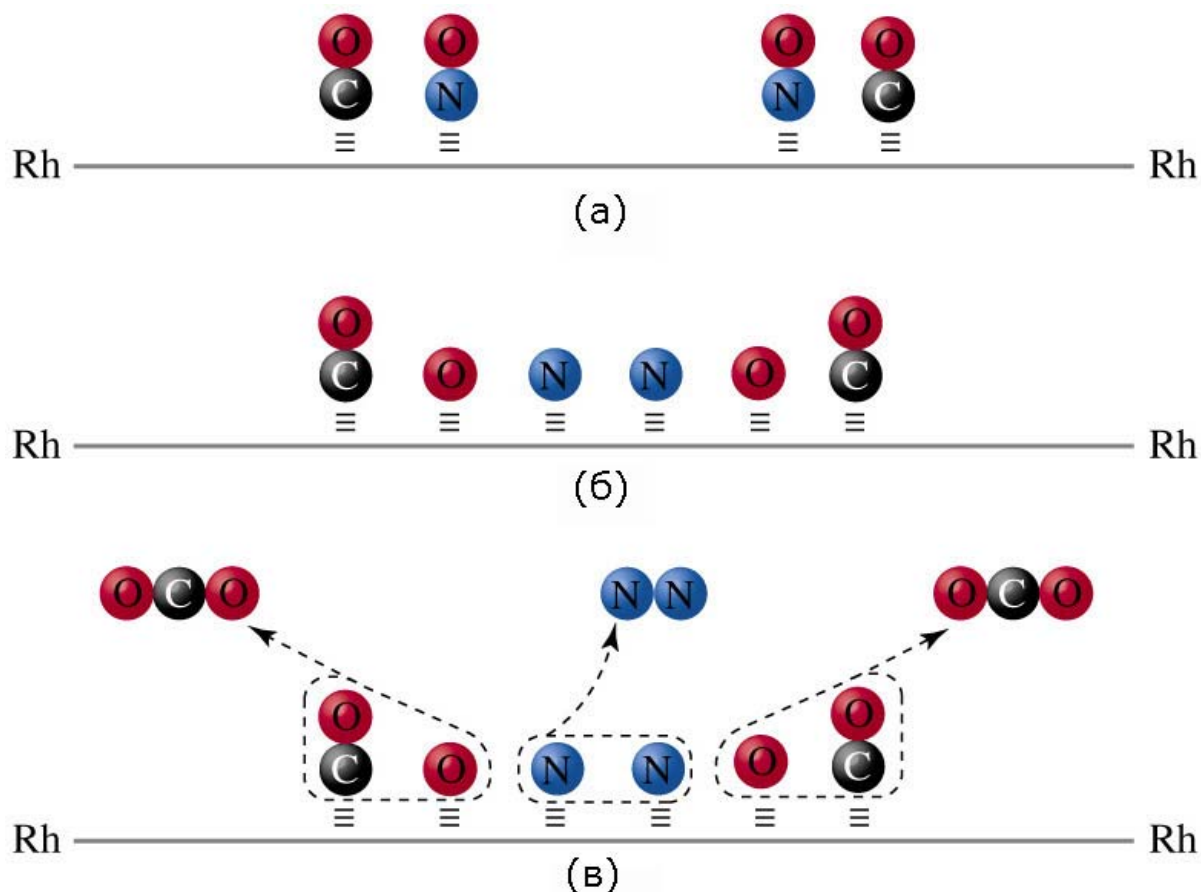 O O O O
C N N C
Rh Rh
(а)
O O
C O N N O C
Rh Rh
(б)
O C O N N O C O
O O
C O N N O C
Rh Rh
(в)